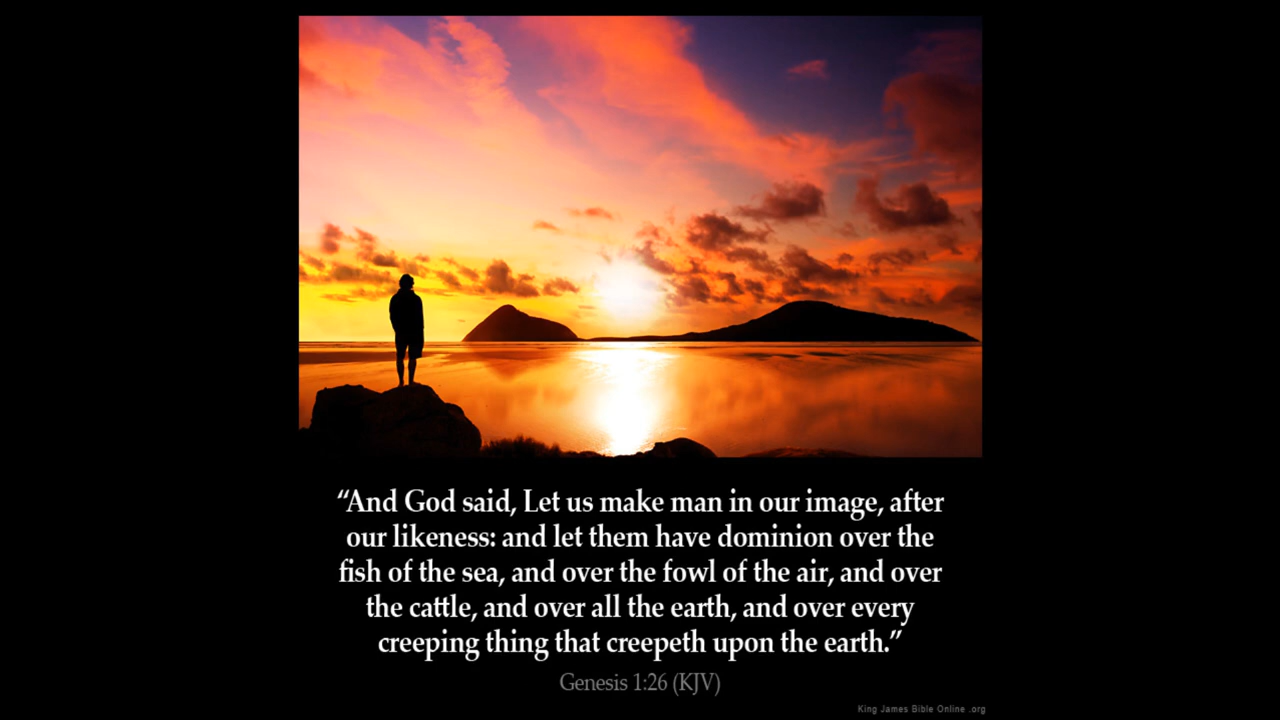 “And God said, Let us make man in our image, after
our likeness: and let them have dominion over the
fish of the sea, and over the fowl of the air, and over
the cattle, and over all the earth, and over every
creeping thing that creepeth upon the earth.”
Genesis 1:26 (KJV)
King James Bible Online .org